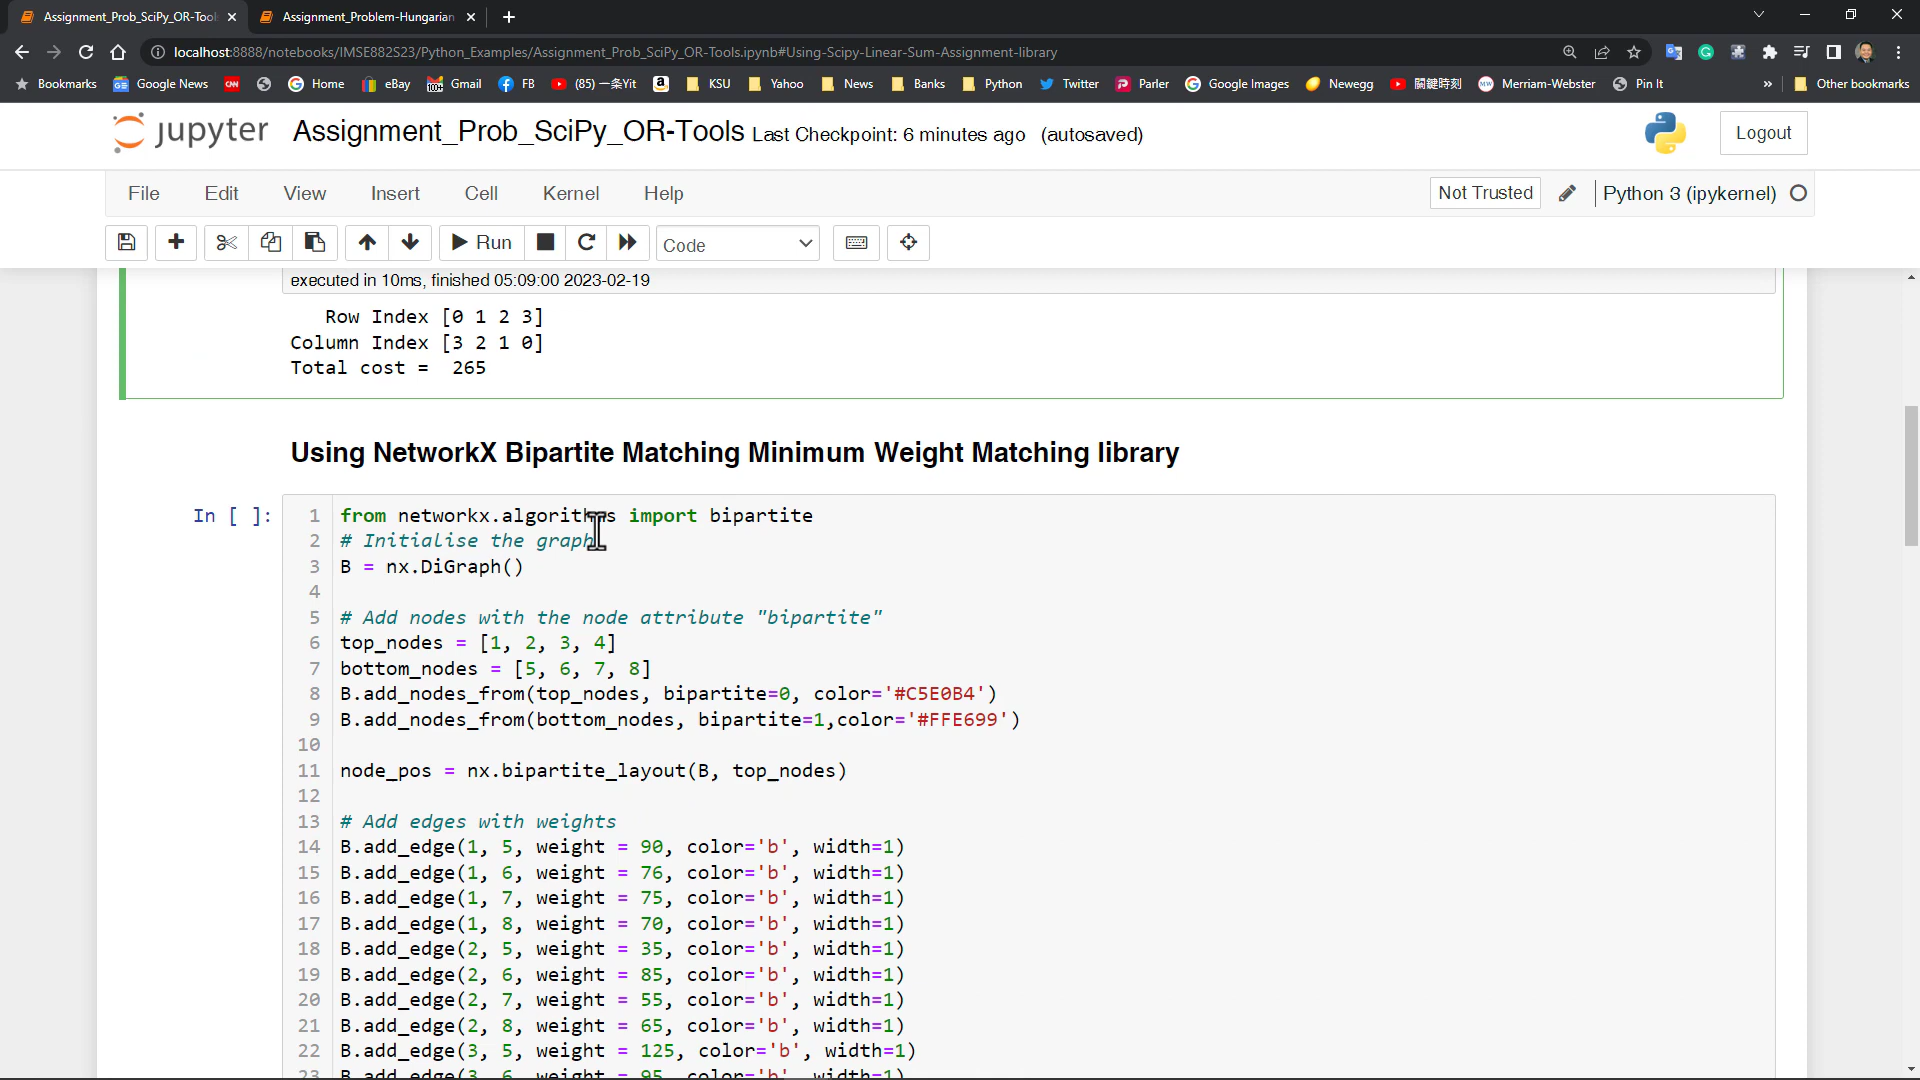 Assignment_Prob_SciPy_OR-Tool
Assignment_Problem-Hungarian
localhost:8888/notebooks/IMSE882S23/Python_Examples/Assignment_Prob_SciPy_OR-Tools.ipynb#Using-Scipy-Linear-Sum-Assignment-library
Bookmarks Google News CNN Home eBay 100+ Gmail FB (85) 一条Yit KSU Yahoo News Banks Python Twitter Parler Google Images Newegg 關鍵時刻 MW Merriam-Webster Pin It » Other bookmarks
jupyter Assignment_Prob_SciPy_OR-Tools Last Checkpoint: 6 minutes ago (autosaved) Logout
File Edit View Insert Cell Kernel Help Not Trusted Python 3 (ipykernel)
Run Code
executed in 10ms, finished 05:09:00 2023-02-19
Row Index [0 1 2 3]
Column Index [3 2 1 0]
Total cost = 265
Using NetworkX Bipartite Matching Minimum Weight Matching library
In [ ]: 1 from networkx.algorithms import bipartite
2 # Initialise the graph
3 B = nx.DiGraph()
4
5 # Add nodes with the node attribute "bipartite"
6 top_nodes = [1, 2, 3, 4]
7 bottom_nodes = [5, 6, 7, 8]
8 B.add_nodes_from(top_nodes, bipartite=0, color='#C5E0B4')
9 B.add_nodes_from(bottom_nodes, bipartite=1,color='#FFE699')
10
11 node_pos = nx.bipartite_layout(B, top_nodes)
12
13 # Add edges with weights
14 B.add_edge(1, 5, weight = 90, color='b', width=1)
15 B.add_edge(1, 6, weight = 76, color='b', width=1)
16 B.add_edge(1, 7, weight = 75, color='b', width=1)
17 B.add_edge(1, 8, weight = 70, color='b', width=1)
18 B.add_edge(2, 5, weight = 35, color='b', width=1)
19 B.add_edge(2, 6, weight = 85, color='b', width=1)
20 B.add_edge(2, 7, weight = 55, color='b', width=1)
21 B.add_edge(2, 8, weight = 65, color='b', width=1)
22 B.add_edge(3, 5, weight = 125, color='b', width=1)
23 B.add_edge(3, 6, weight = 95, color='b', width=1)